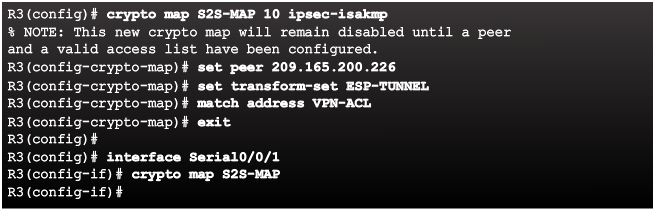 R3(config)# crypto map S2S-MAP 10 ipsec-isakmp
% NOTE: This new crypto map will remain disabled until a peer
and a valid access list have been configured.
R3(config-crypto-map)# set peer 209.165.200.226
R3(config-crypto-map)# set transform-set ESP-TUNNEL
R3(config-crypto-map)# match address VPN-ACL
R3(config-crypto-map)# exit
R3(config)#
R3(config)# interface Serial0/0/1
R3(config-if)# crypto map S2S-MAP
R3(config-if)#